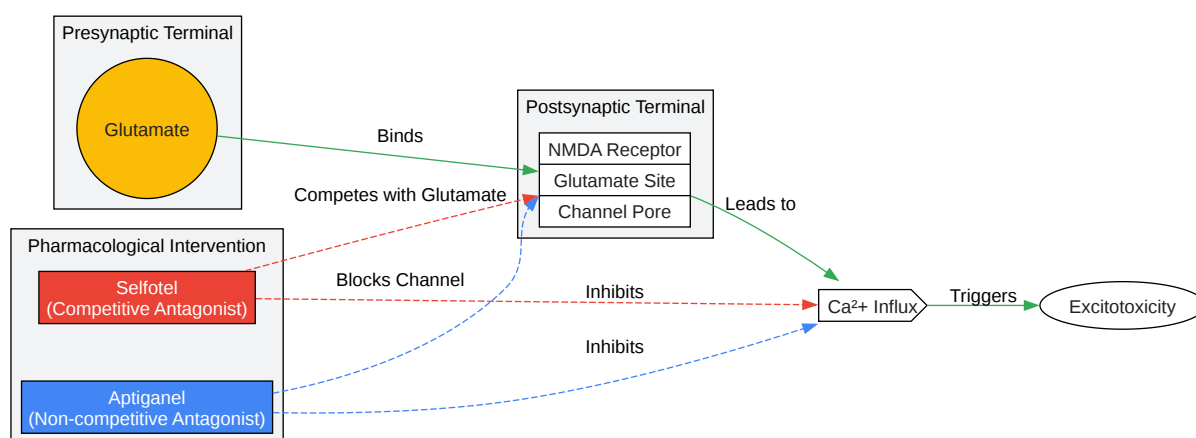 Presynaptic Terminal
Glutamate
Binds
Postsynaptic Terminal
NMDA Receptor
Glutamate Site
Channel Pore
Competes with Glutamate
Leads to
Pharmacological Intervention
Selfotel
(Competitive Antagonist)
Blocks Channel
Inhibits
Ca²+ Influx
Triggers
Excitotoxicity
Inhibits
Aptiganel
(Non-competitive Antagonist)